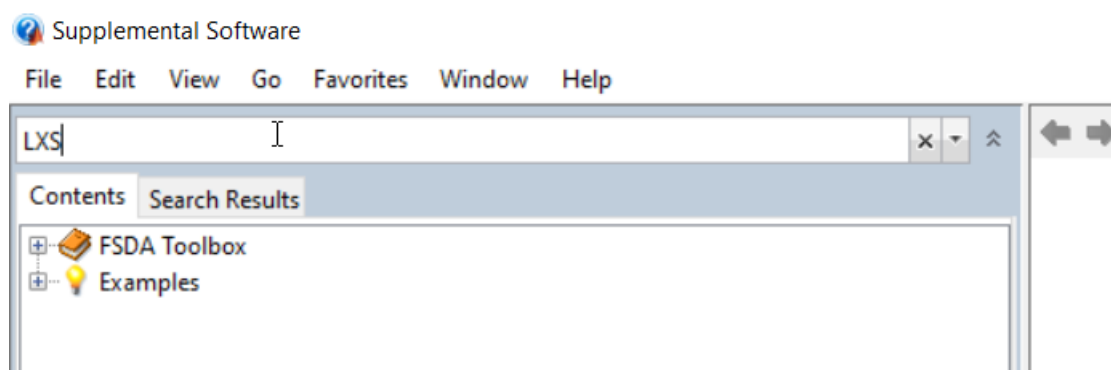 Supplemental Software
File Edit View Go Favorites Window Help
LXS
Contents Search Results
FSDA Toolbox
Examples